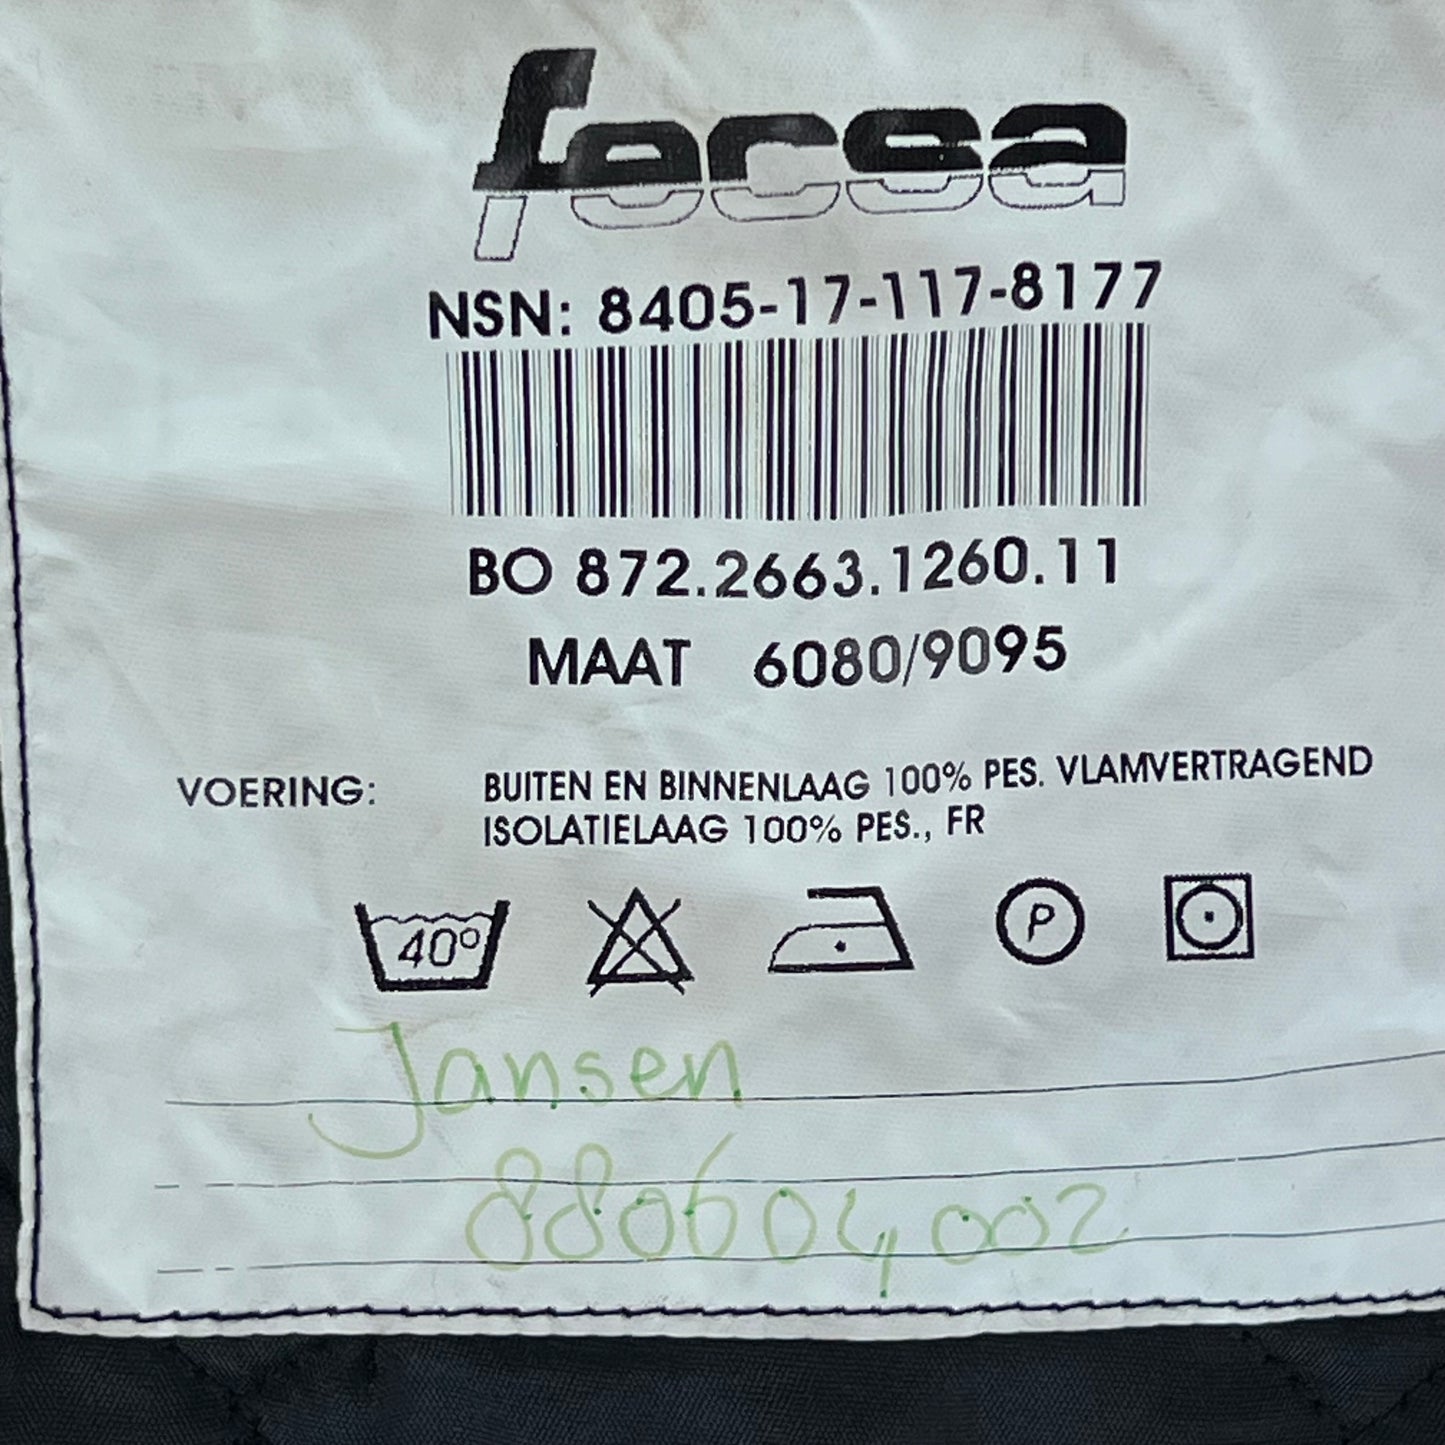 fecsa
NSN: 8405-17-117-8177
BO 872.2663.1260.11
MAAT 6080/9095
VOERING: BUITEN EN BINNENLAAG 100% PES. VLAMVERTRAGEND
ISOLATIELAAG 100% PES., FR
40° P
Jansen
880604002